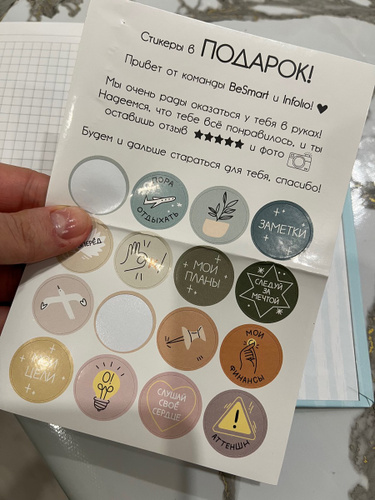 Стикеры в ПОДАРОК!
Привет от команды BeSmart и Infolio!
Мы очень рады оказаться у тебя в руках!
Надеемся, что тебе всё понравилось, и ты
оставишь отзыв ★★★★★ и фото
Будем и дальше стараться для тебя, спасибо!
ПОРА
ОТДЫХАТЬ
ЗАМЕТКИ
МОИ
ПЛАНЫ
СЛЕДУЙ
ЗА
МЕЧТОЙ
МОИ
ФИНАНСЫ
ЦЕЛИ
СЛУШАЙ
СВОЁ
СЕРДЦЕ
АТТЕНШН